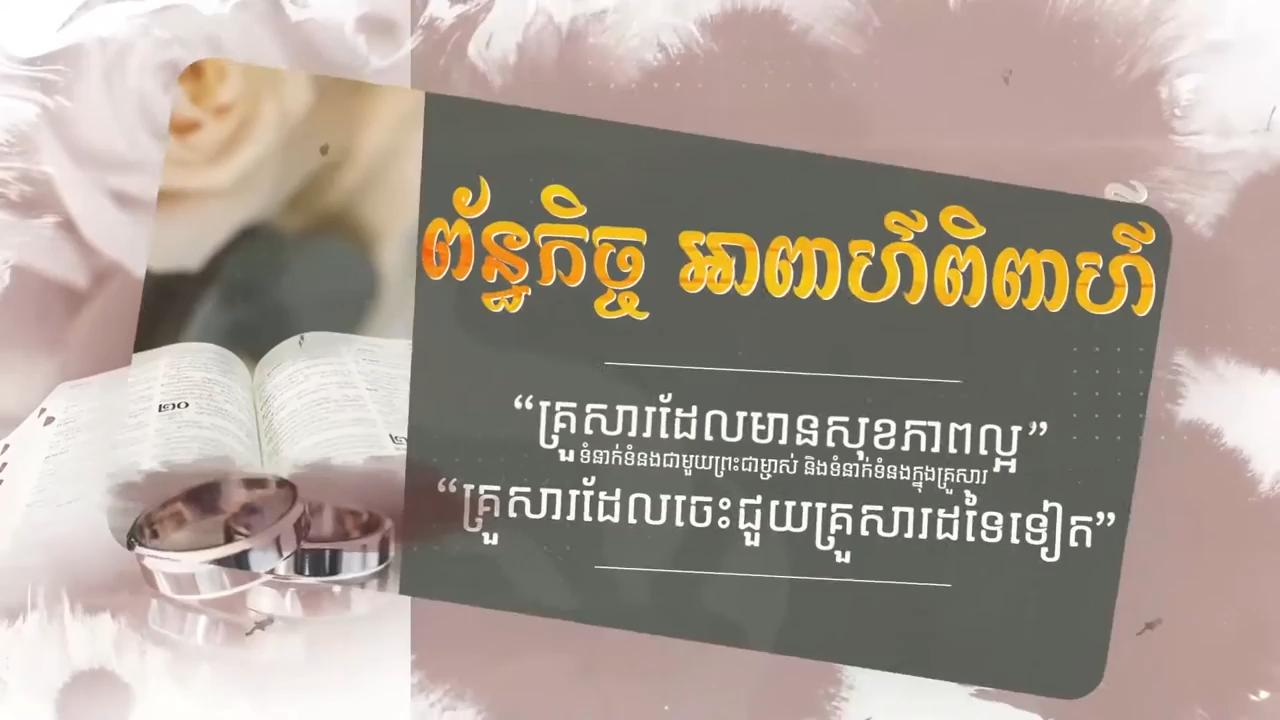 ព័ន្ធកិច្ច អាពាហ៍ពិពាហ៍
“គ្រួសារដែលមានសុខភាពល្អ”
ទំនាក់ទំនងជាមួយព្រះជាម្ចាស់ និងទំនាក់ទំនងក្នុងគ្រួសារ
“គ្រួសារដែលចេះជួយគ្រួសារដទៃទៀត”